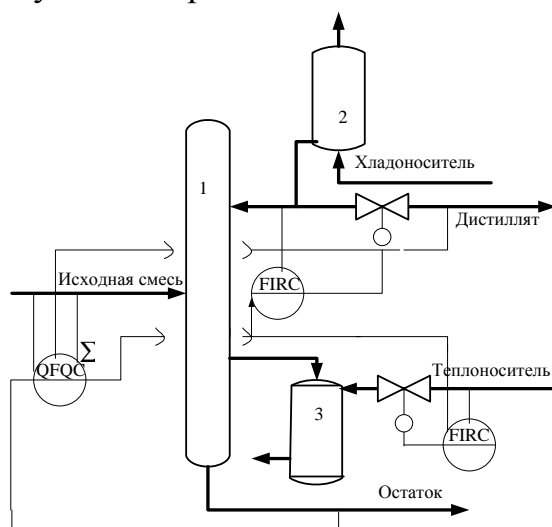 2
Хладоноситель
1
Дистиллят
Исходная смесь
FIRC
Σ
QFQC
Теплоноситель
3
FIRC
Остаток